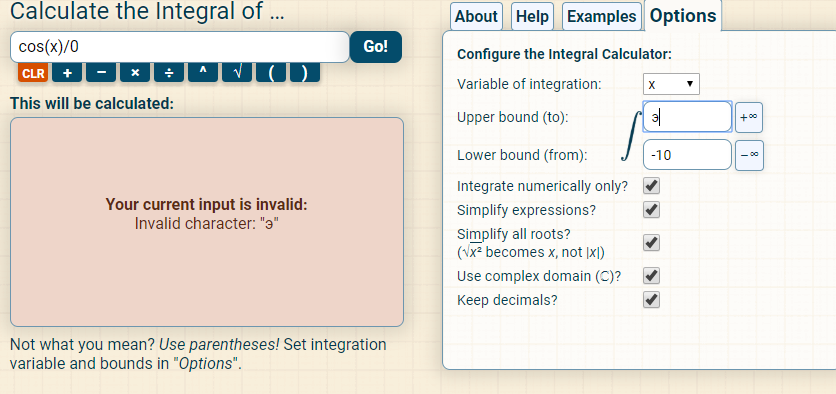 Calculate the Integral of ...
cos(x)/0
Go!
CLR + − × ÷ ^ √ ( )
This will be calculated:
Your current input is invalid:
Invalid character: "э"
Not what you mean? Use parentheses! Set integration
variable and bounds in "Options".
About Help Examples Options
Configure the Integral Calculator:
Variable of integration: x
Upper bound (to): э +∞
∫
Lower bound (from): -10 −∞
Integrate numerically only?
Simplify expressions?
Simplify all roots?
(√x² becomes x, not |x|)
Use complex domain (ℂ)?
Keep decimals?